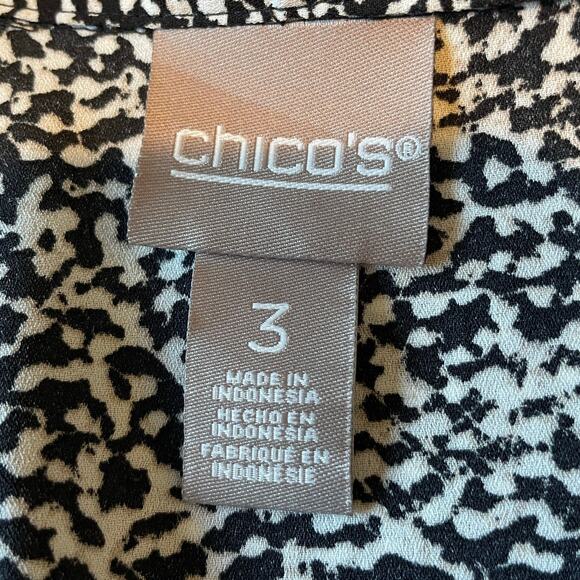 chico's®
3
MADE IN
INDONESIA
HECHO EN
INDONESIA
FABRIQUÉ EN
INDONÉSIE